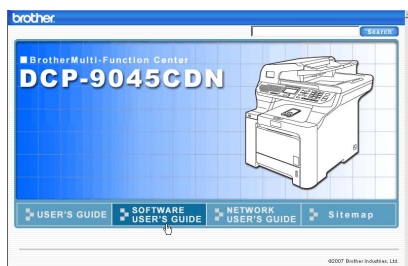 brother.
Search
■BrotherMulti-Function Center
DCP-9045CDN
USER'S GUIDE
SOFTWARE
USER'S GUIDE
NETWORK
USER'S GUIDE
Sitemap
©2007 Brother Industries, Ltd.